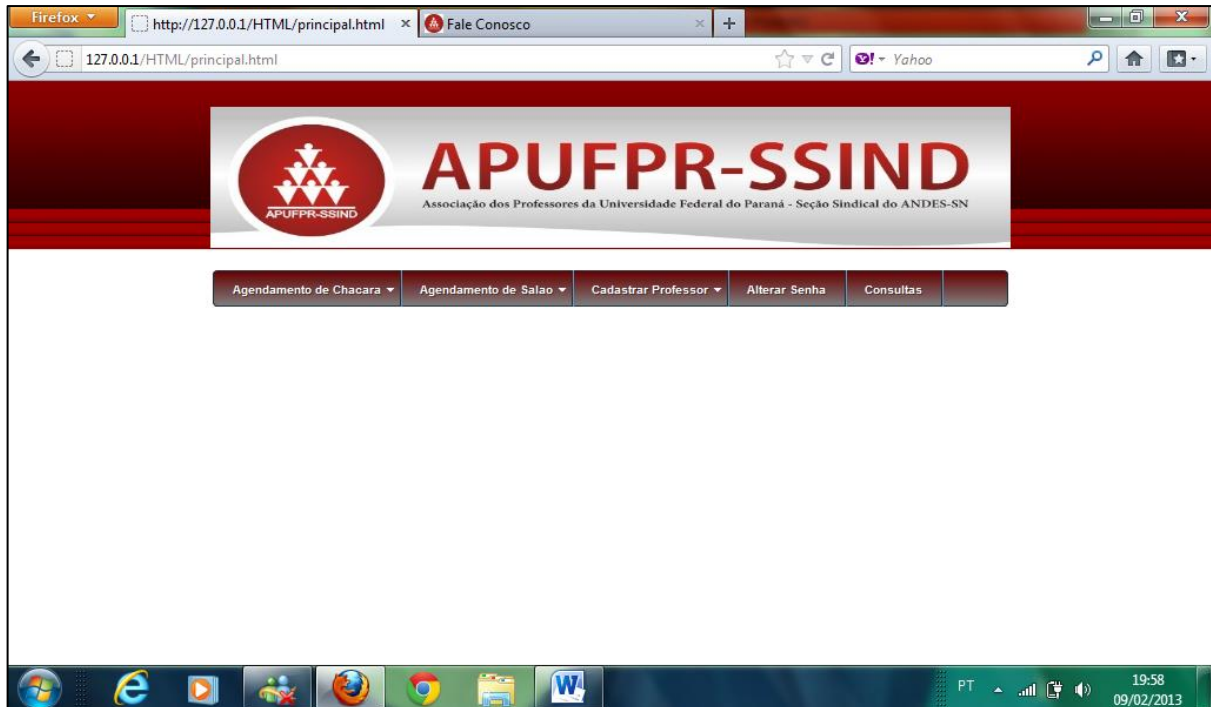 Firefox
http://127.0.0.1/HTML/principal.html
Fale Conosco
127.0.0.1/HTML/principal.html
Yahoo
APUFPR-SSIND
APUFPR-SSIND
Associação dos Professores da Universidade Federal do Paraná - Seção Sindical do ANDES-SN
Agendamento de Chacara
Agendamento de Salao
Cadastrar Professor
Alterar Senha
Consultas
PT
19:58
09/02/2013